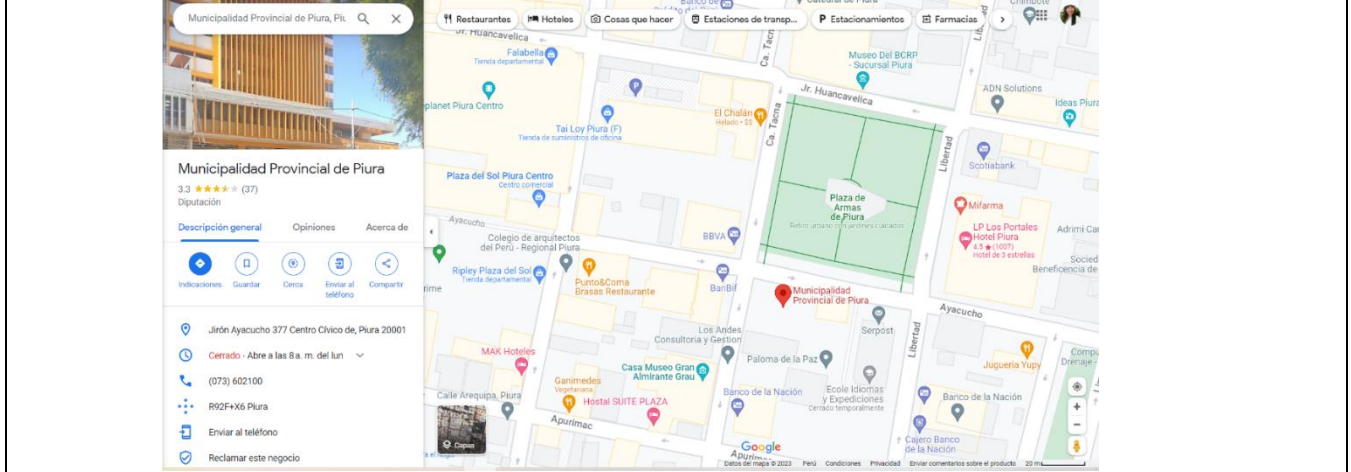 Municipalidad Provincial de Piura, Piu
Municipalidad Provincial de Piura
3.3 (37)
Diputación
Descripción general
Opiniones
Acerca de
Indicaciones
Guardar
Cerca
Enviar al
teléfono
Compartir
Jirón Ayacucho 377 Centro Cívico de, Piura 20001
Cerrado · Abre a las 8 a. m. del lun
(073) 602100
R92F+X6 Piura
Enviar al teléfono
Reclamar este negocio
Restaurantes
Hoteles
Cosas que hacer
Estaciones de transp...
P Estacionamientos
Farmacias
Chimbote
Banco de
Jr. Huancavelica
Falabella
Tienda departamental
Ca. Tacna
Museo Del BCRP
- Sucursal Piura
Jr. Huancavelica
ADN Solutions
Ideas Piura
planet Piura Centro
P
El Chalán
Helado • $$
Ca. Tacna
Tai Loy Piura (F)
Tienda de suministros de oficina
Libertad
Scotiabank
Plaza del Sol Piura Centro
Centro comercial
Plaza de
Armas
de Piura
Retiro urbano con jardines cuidados
Mifarma
LP Los Portales
Hotel Piura
4.5 (1007)
Hotel de 3 estrellas
Adrimi Car
Ayacucho
Colegio de arquitectos
del Perú - Regional Piura
BBVA
Socied
Beneficencia de
Ripley Plaza del Sol
Tienda departamental
rime
Punto&Coma
Brasas Restaurante
BanBif
Municipalidad
Provincial de Piura
Ayacucho
Serpost
Los Andes
Consultoria y Gestion
Libertad
MAK Hoteles
Paloma de la Paz
Jugueria Yupy
Compu
Drenaje
Casa Museo Gran
Almirante Grau
Ganimedes
Vegetariana
Calle Arequipa, Piura
Hostal SUITE PLAZA
Banco de la Nación
Ecole Idiomas
y Expediciones
Cerrado temporalmente
Banco de la Nación
Apurímac
Capas
Google
Apurímac
Cajero Banco
de la Nación
Datos del mapa © 2023
Perú
Condiciones
Privacidad
Enviar comentarios sobre el producto
20 m